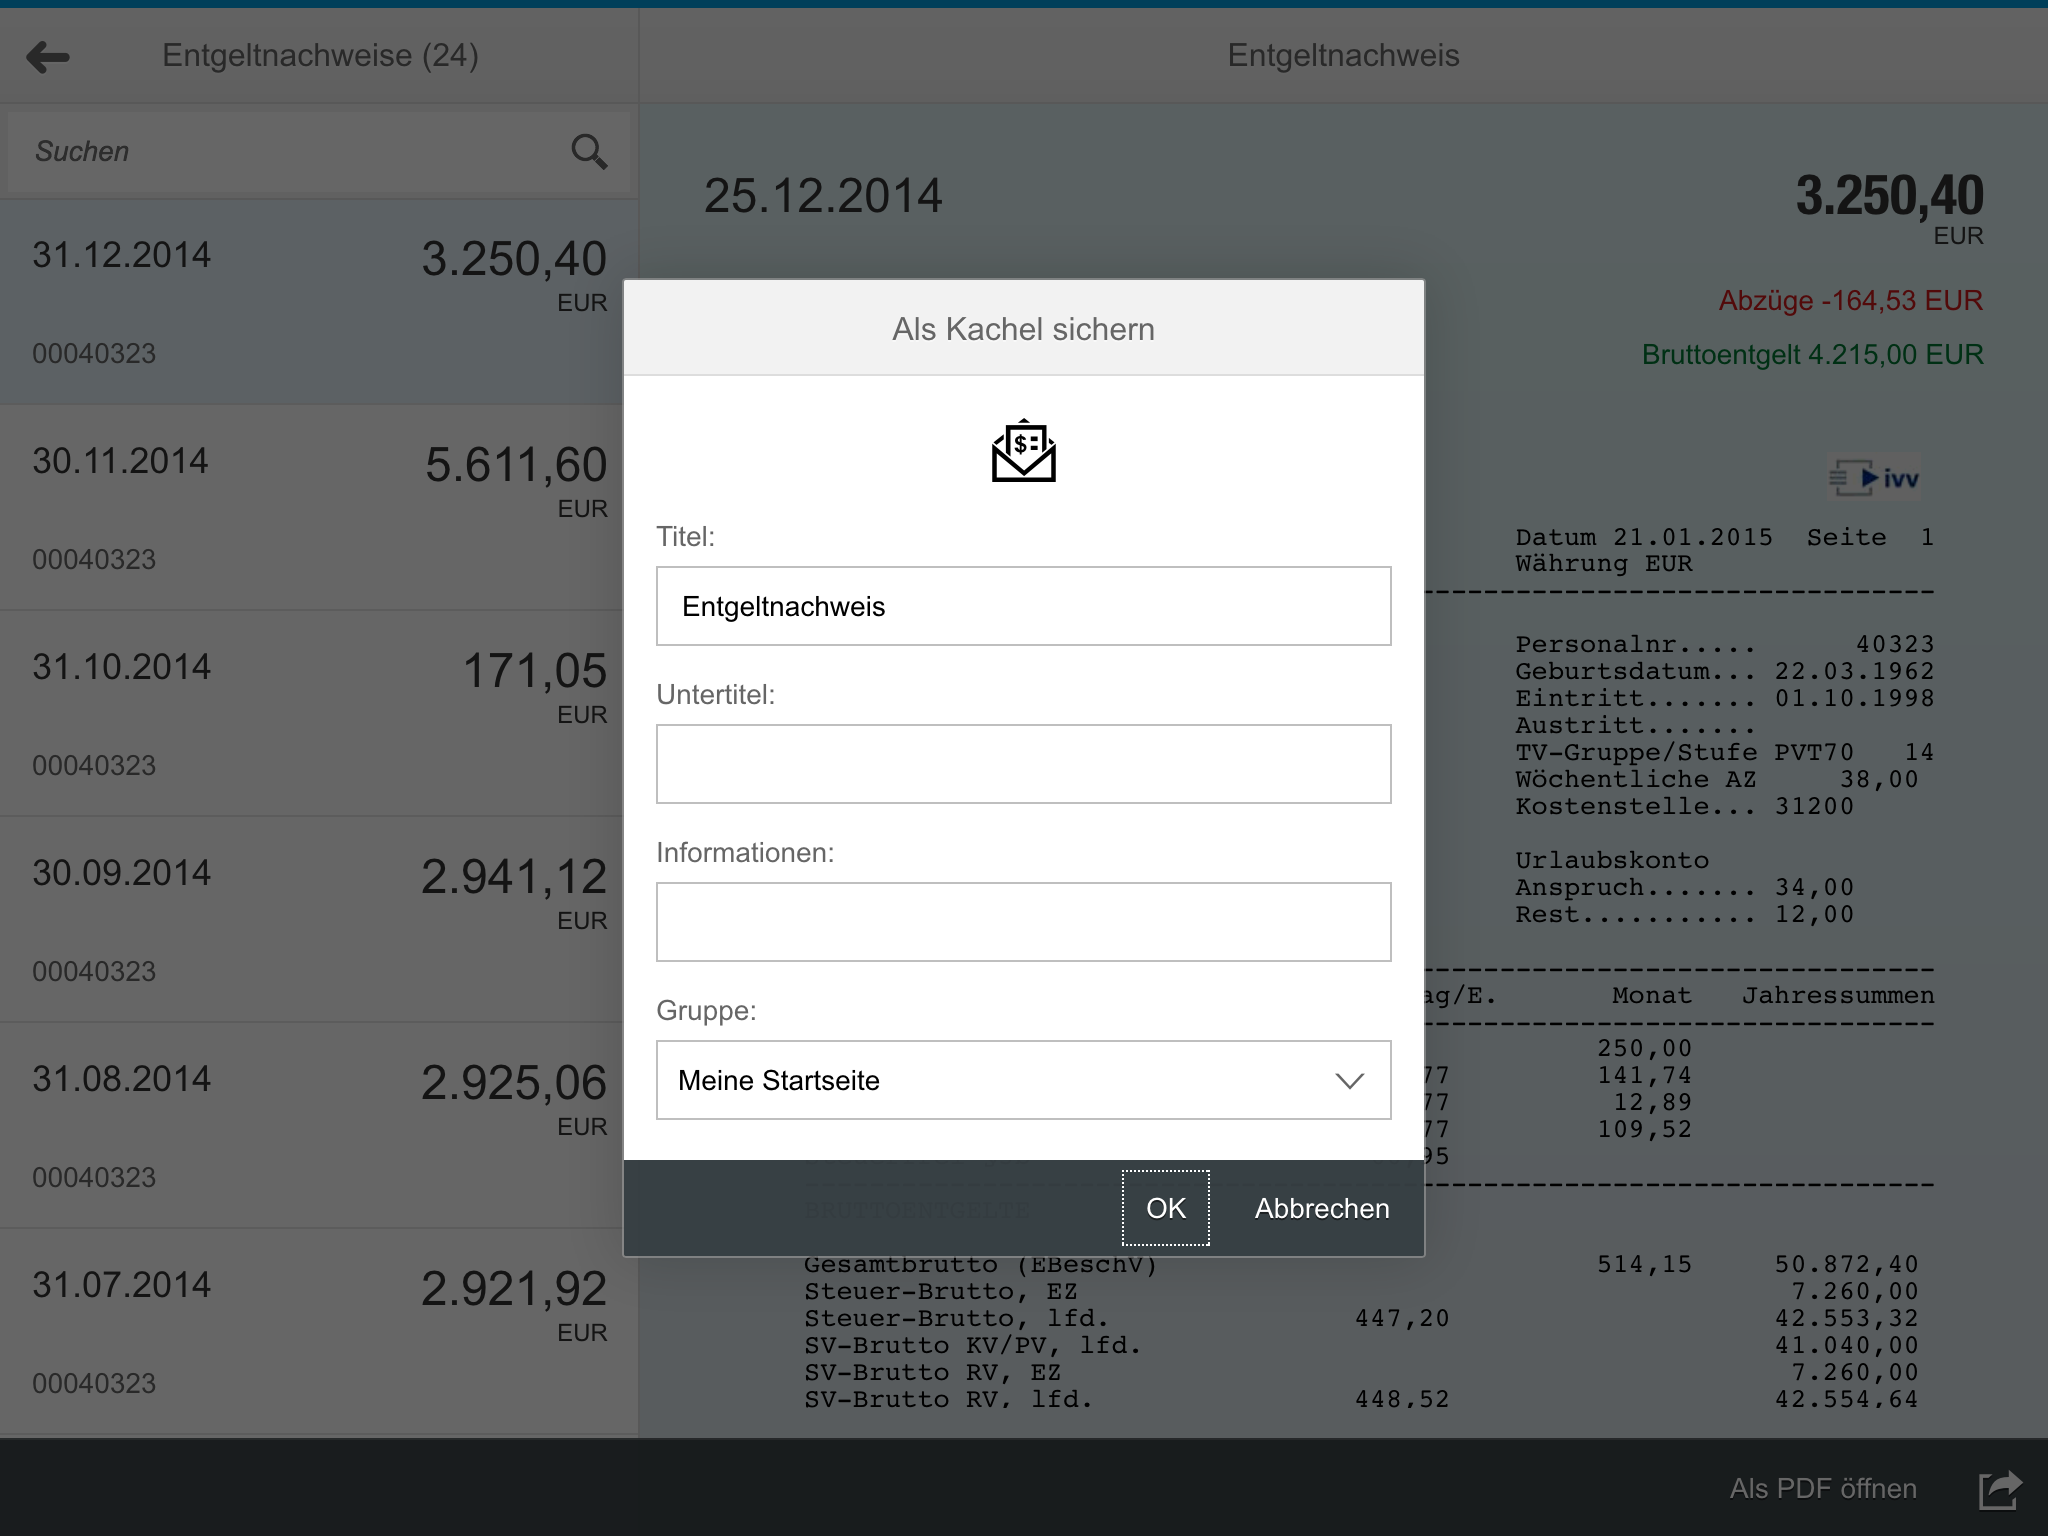 Entgeltnachweise (24)
Entgeltnachweis
Suchen
31.12.2014 3.250,40
EUR
00040323
30.11.2014 5.611,60
EUR
00040323
31.10.2014 171,05
EUR
00040323
30.09.2014 2.941,12
EUR
00040323
31.08.2014 2.925,06
EUR
00040323
31.07.2014 2.921,92
EUR
00040323
25.12.2014 3.250,40
EUR
Abzüge -164,53 EUR
Bruttoentgelt 4.215,00 EUR
ivv
Datum 21.01.2015 Seite 1
Währung EUR
Personalnr..... 40323
Geburtsdatum... 22.03.1962
Eintritt....... 01.10.1998
Austritt.......
TV-Gruppe/Stufe PVT70 14
Wöchentliche AZ 38,00
Kostenstelle... 31200
Urlaubskonto
Anspruch....... 34,00
Rest........... 12,00
ag/E. Monat Jahressummen
250,00
77 141,74
77 12,89
77 109,52
95
BRUTTOENTGELTE
Gesamtbrutto (EBeschV) 514,15 50.872,40
Steuer-Brutto, EZ 7.260,00
Steuer-Brutto, lfd. 447,20 42.553,32
SV-Brutto KV/PV, lfd. 41.040,00
SV-Brutto RV, EZ 7.260,00
SV-Brutto RV, lfd. 448,52 42.554,64
Als Kachel sichern
Titel:
Entgeltnachweis
Untertitel:
Informationen:
Gruppe:
Meine Startseite
OK Abbrechen
Als PDF öffnen